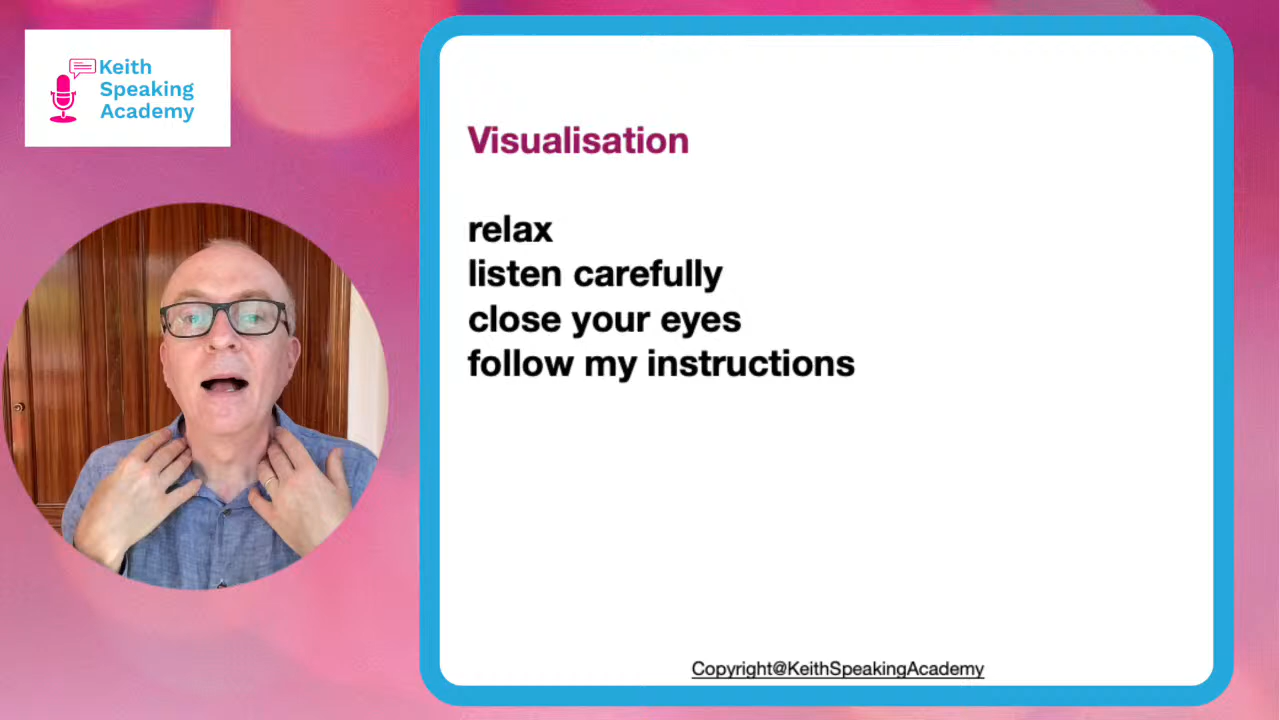 Keith
Speaking
Academy
Visualisation
relax
listen carefully
close your eyes
follow my instructions
Copyright@KeithSpeakingAcademy